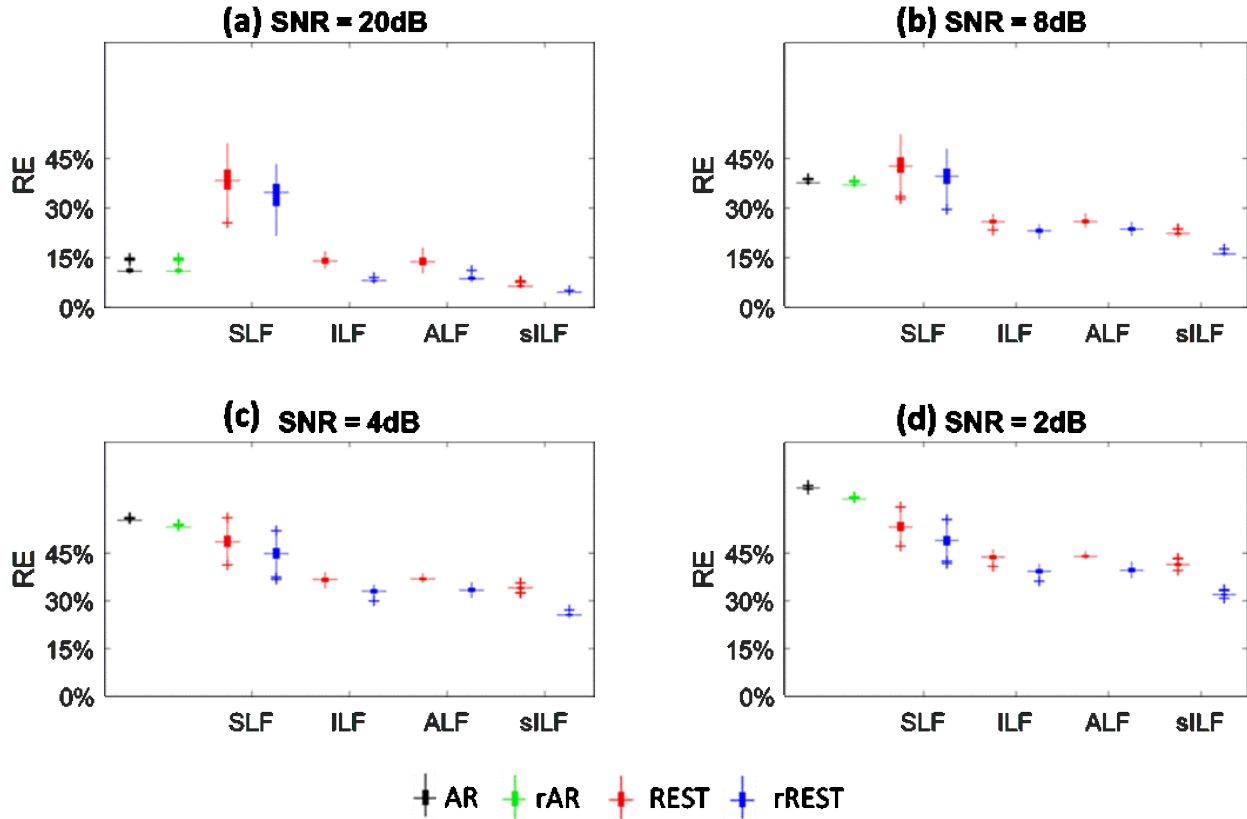 (a) SNR = 20dB
(b) SNR = 8dB
RE
45%
30%
15%
0%
SLF ILF ALF sILF
RE
45%
30%
15%
0%
SLF ILF ALF sILF
(c) SNR = 4dB
(d) SNR = 2dB
RE
45%
30%
15%
0%
SLF ILF ALF sILF
RE
45%
30%
15%
0%
SLF ILF ALF sILF
AR rAR REST rREST